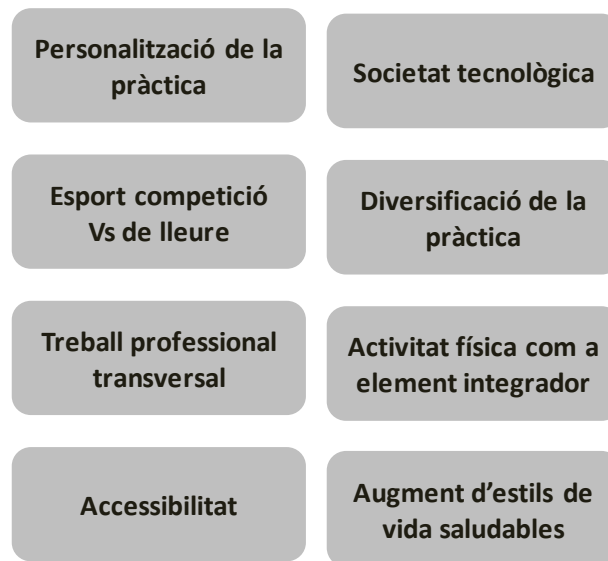 Personalització de la
pràctica
Societat tecnològica
Esport competició
Vs de lleure
Diversificació de la
pràctica
Treball professional
transversal
Activitat física com a
element integrador
Accessibilitat
Augment d’estils de
vida saludables